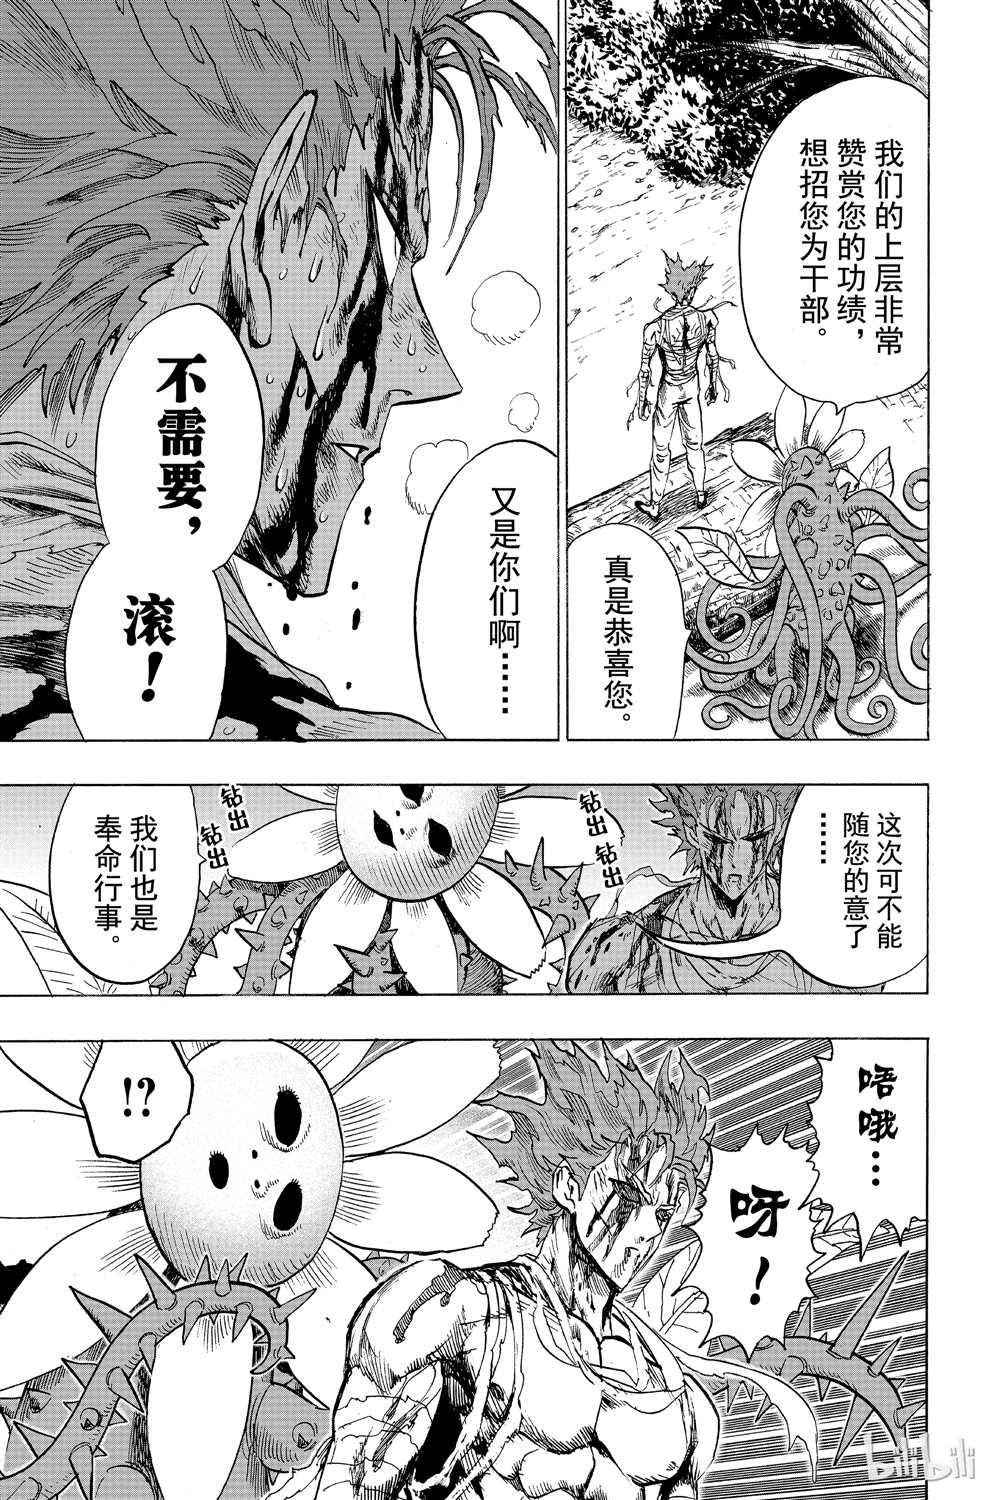 我们的上层非常
赞赏您的功绩，
想招您为干部。
真是恭喜您。
又是你们啊……
不需要，
滚！
这次可不能
随您的意了
……
钻出
钻出
钻出
我们也是
奉命行事。
唔哦…
呀！
!?
bilibili